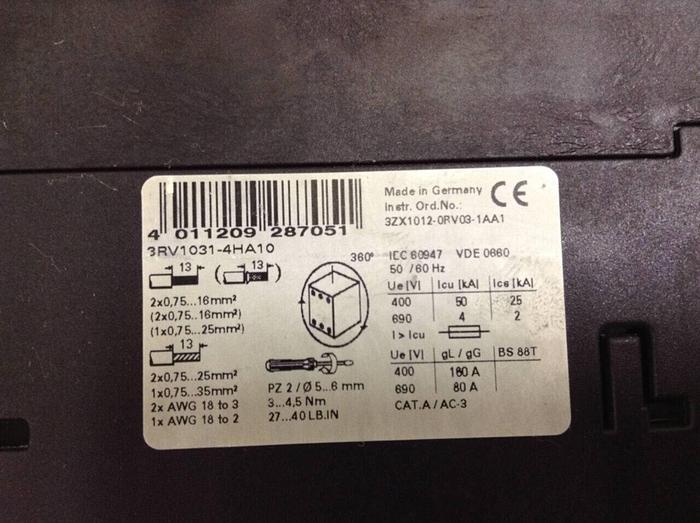 4 011209 287051
3RV1031-4HA10
Made in Germany CE
Instr. Ord.No.:
3ZX1012-0RV03-1AA1
13 ( 13 )
2x0,75...16mm²
(2x0,75...16mm²)
(1x0,75...25mm²)
13
2x0,75...25mm²
1x0,75...35mm²
2x AWG 18 to 3
1x AWG 18 to 2
360°
PZ 2 / Ø 5...6 mm
3...4,5 Nm
27...40 LB.IN
IEC 60947 VDE 0660
50 / 60 Hz
Ue [V] Icu [kA] Ics [kA]
400 50 25
690 4 2
I > Icu
Ue [V] gL / gG BS 88T
400 160 A
690 80 A
CAT. A / AC-3